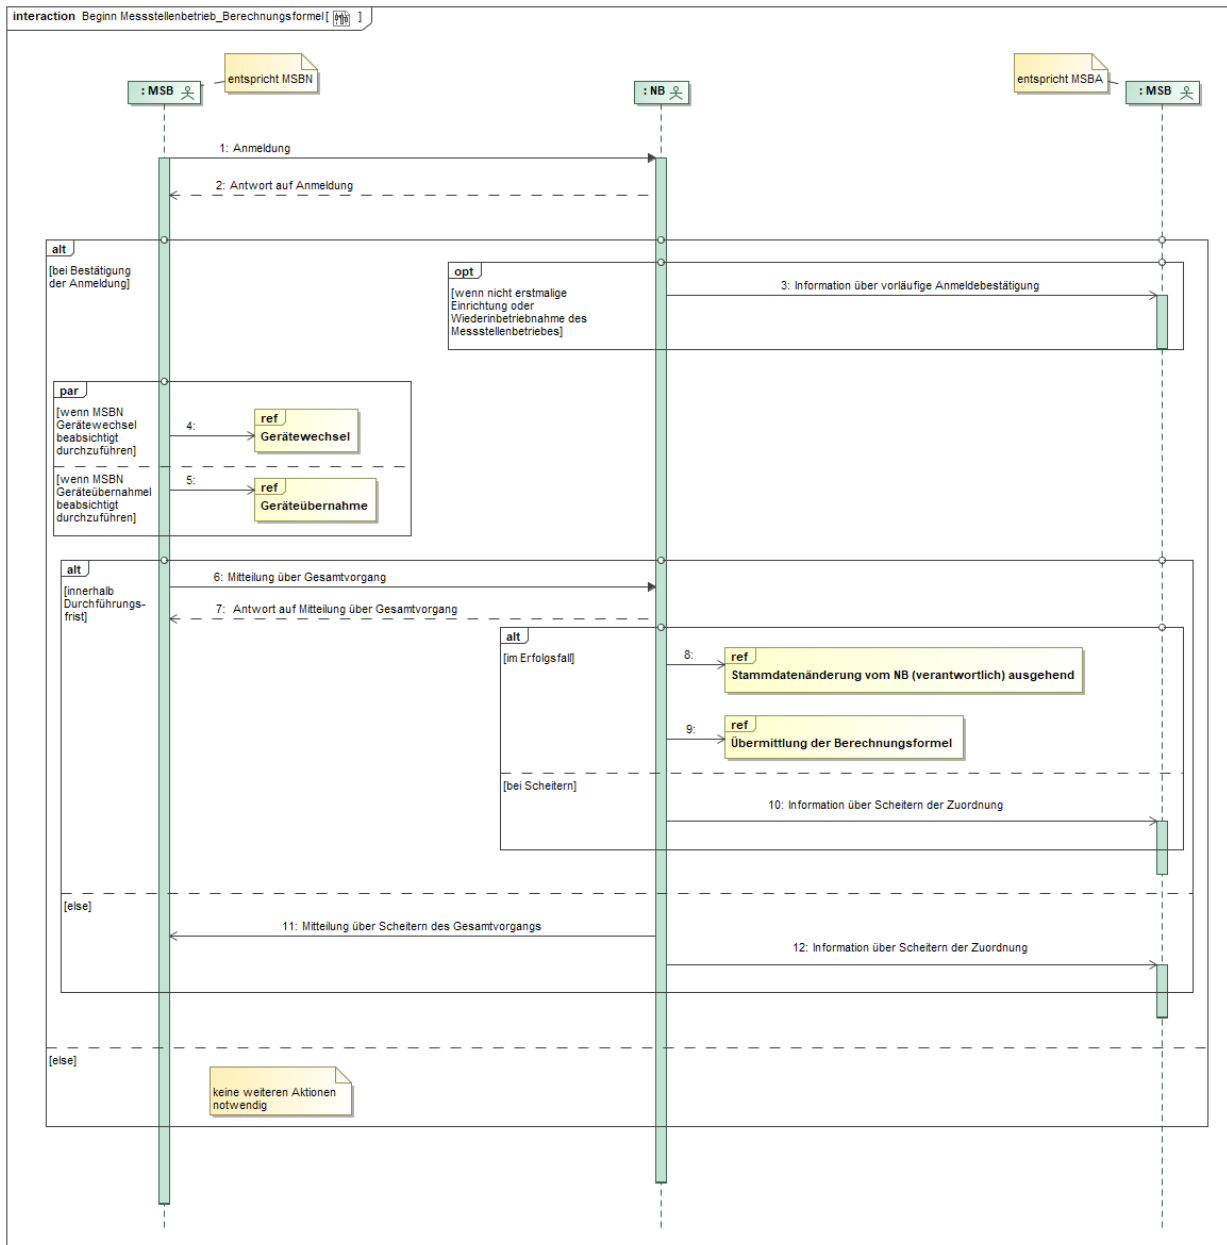 interaction Beginn Messstellenbetrieb_Berechnungsformel[ ]
entspricht MSBN
entspricht MSBA
: MSB
: NB
: MSB
1: Anmeldung
2: Antwort auf Anmeldung
alt
[bei Bestätigung
der Anmeldung]
opt
[wenn nicht erstmalige
Einrichtung oder
Wiederinbetriebnahme des
Messstellenbetriebes]
3: Information über vorläufige Anmeldebestätigung
par
[wenn MSBN
Gerätewechsel
beabsichtigt
durchzuführen]
4:
ref
Gerätewechsel
[wenn MSBN
Geräteübernahmel
beabsichtigt
durchzuführen]
5:
ref
Geräteübernahme
alt
[innerhalb
Durchführungs-
frist]
6: Mitteilung über Gesamtvorgang
7: Antwort auf Mitteilung über Gesamtvorgang
alt
[im Erfolgsfall]
8:
ref
Stammdatenänderung vom NB (verantwortlich) ausgehend
9:
ref
Übermittlung der Berechnungsformel
[bei Scheitern]
10: Information über Scheitern der Zuordnung
[else]
11: Mitteilung über Scheitern des Gesamtvorgangs
12: Information über Scheitern der Zuordnung
[else]
keine weiteren Aktionen
notwendig